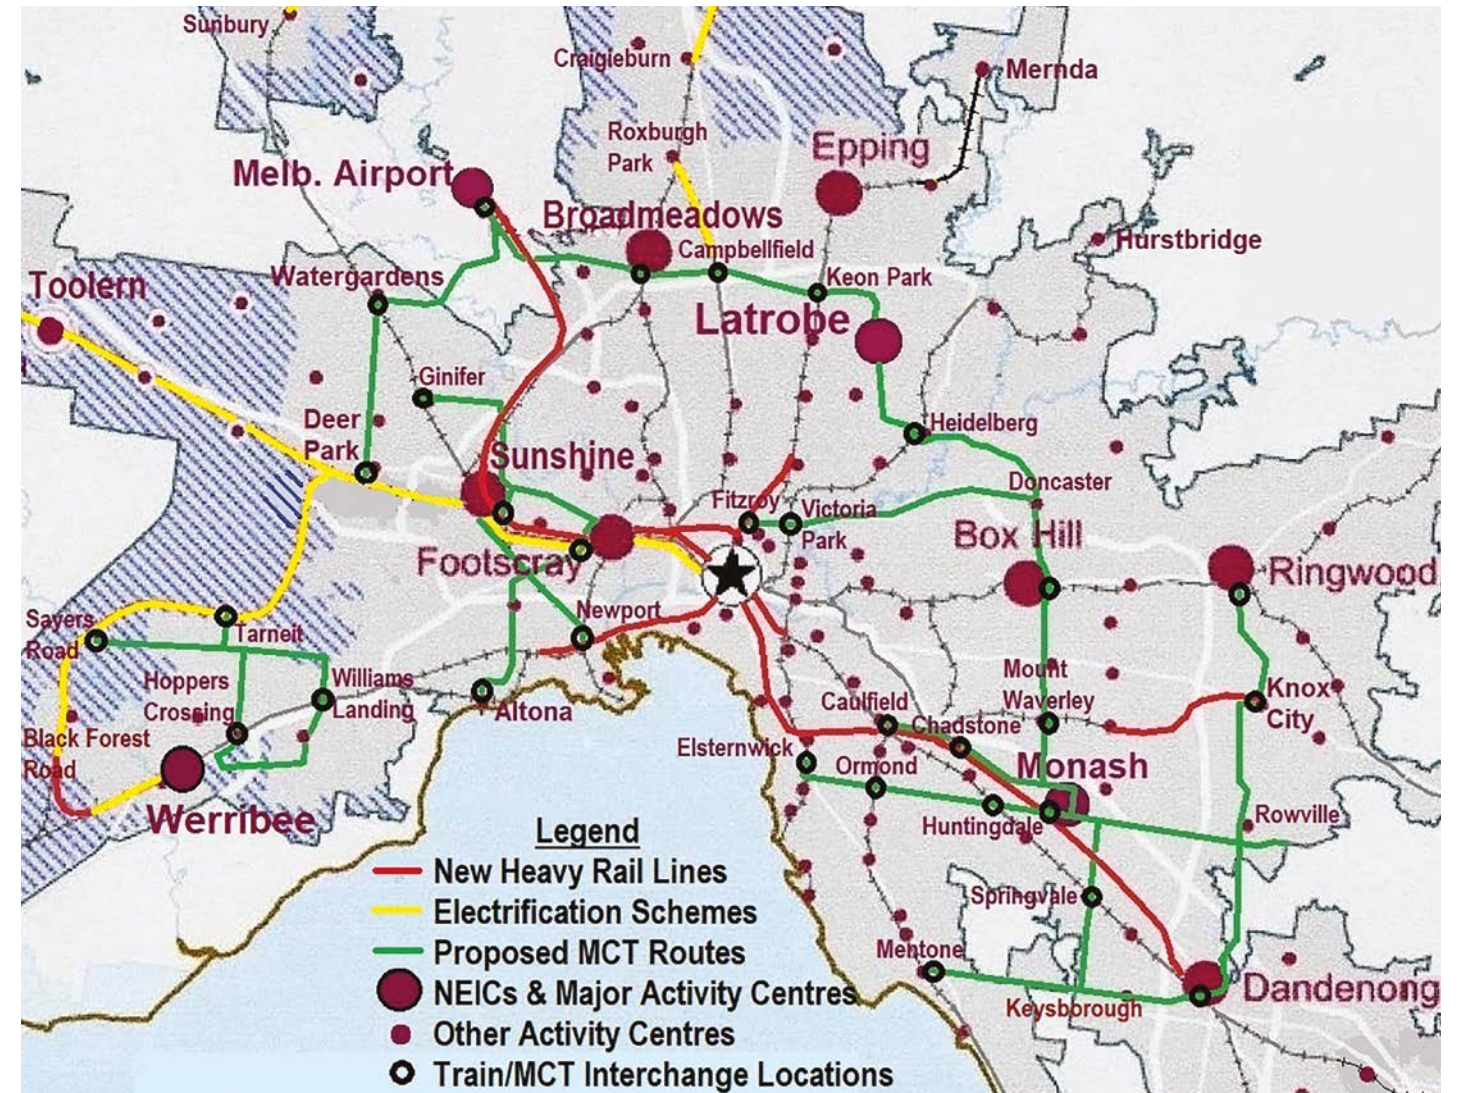 Sunbury
Craigieburn
Mernda
Roxburgh
Park
Epping
Melb. Airport
Broadmeadows
Campbellfield
Hurstbridge
Watergardens
Keon Park
Toolern
Latrobe
Ginifer
Deer
Park
Heidelberg
Sunshine
Doncaster
Fitzroy
Victoria
Park
Box Hill
Footscray
Ringwood
Newport
Sayers
Road
Tarneit
Hoppers
Crossing
Williams
Landing
Altona
Mount
Waverley
Knox
City
Caulfield
Chadstone
Black Forest
Road
Elsternwick
Ormond
Monash
Werribee
Huntingdale
Rowville
Springvale
Mentone
Keysborough
Dandenong
Legend
New Heavy Rail Lines
Electrification Schemes
Proposed MCT Routes
NEICs & Major Activity Centres
Other Activity Centres
Train/MCT Interchange Locations